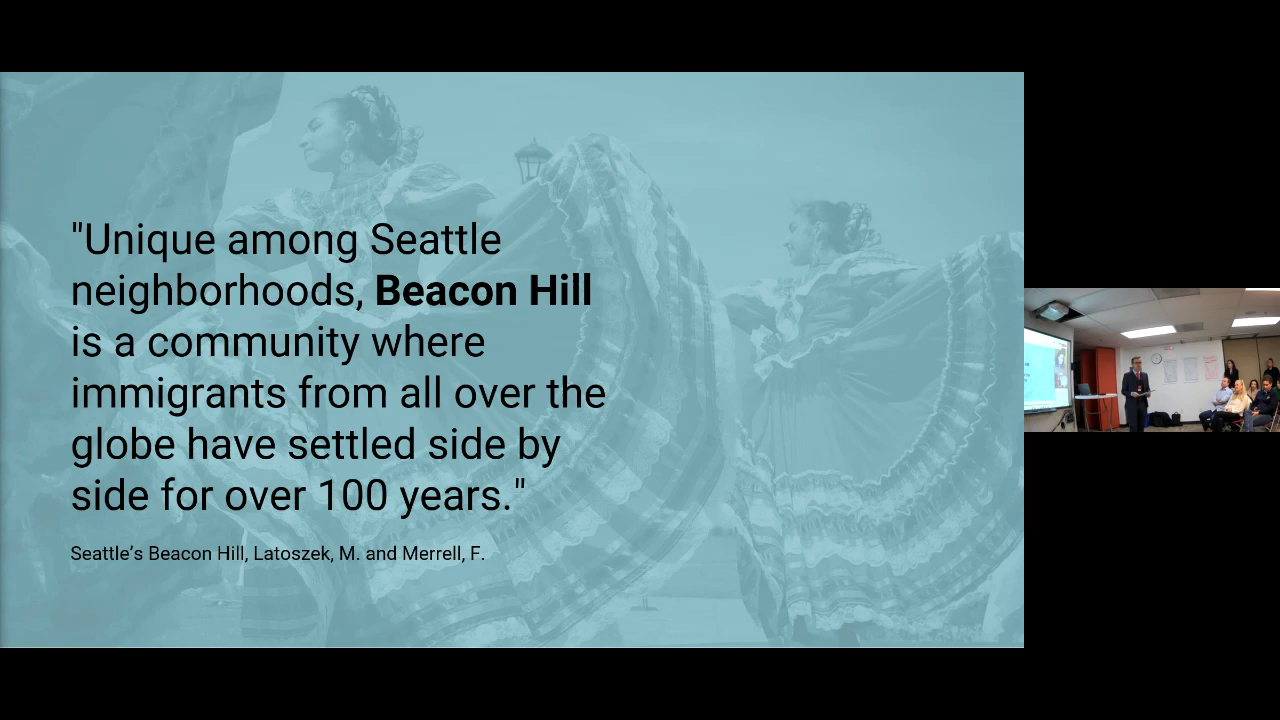 "Unique among Seattle
neighborhoods, Beacon Hill
is a community where
immigrants from all over the
globe have settled side by
side for over 100 years."
Seattle’s Beacon Hill, Latoszek, M. and Merrell, F.